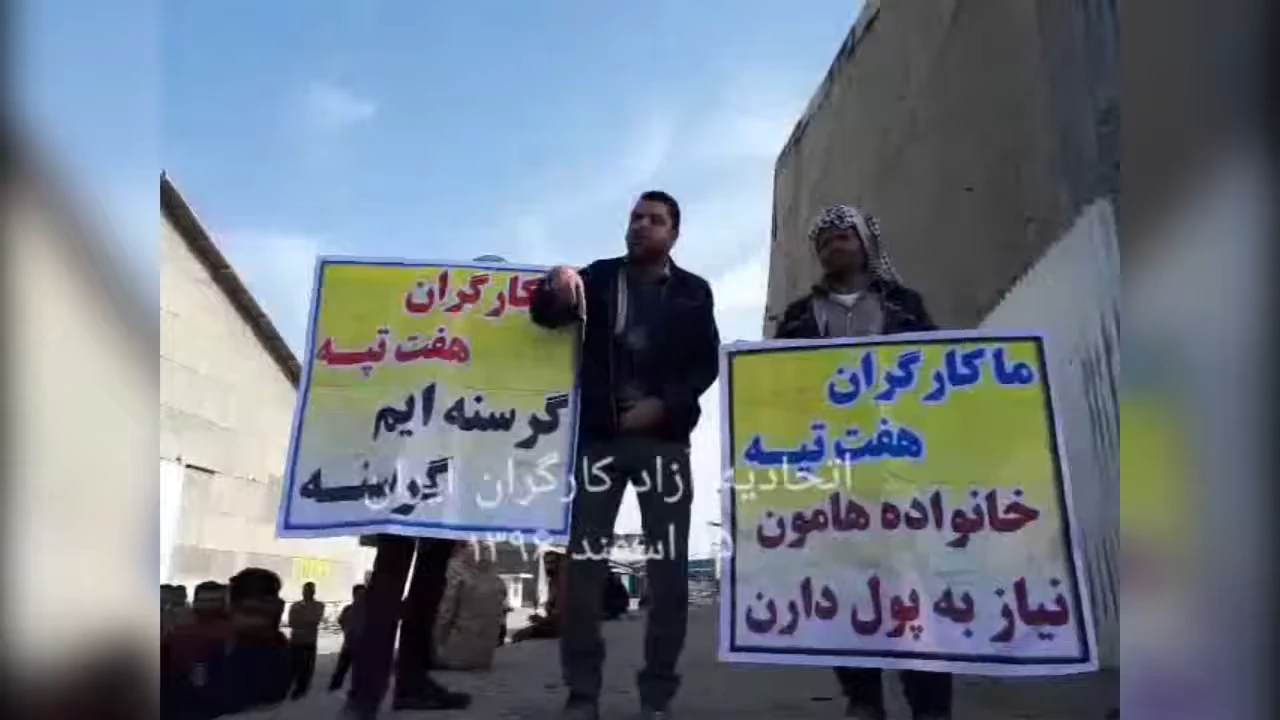 کارگران
هفت تپه
گرسنه ایم
گرسنه
ما کارگران
هفت تپه
خانواده هامون
نیاز به پول دارن
اتحادیه آزاد کارگران ایران
اسفند ۱۳۹۶